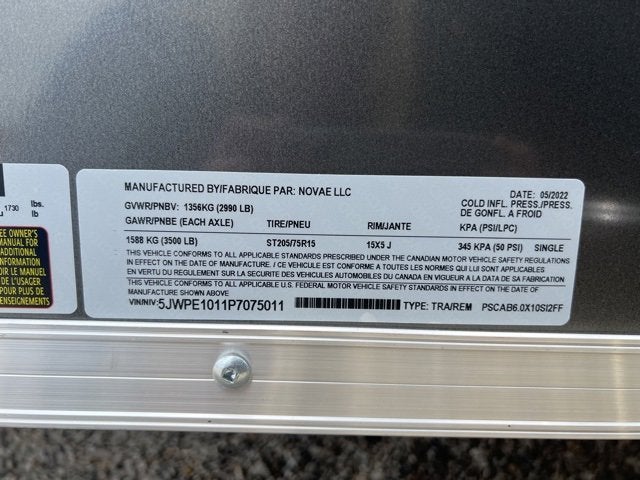 1730 lbs.
lb
SEE OWNER'S
MANUAL FOR
ADDITIONAL
INFORMATION
VOIR LE MANUEL
DE L'USAGER
POUR PLUS DE
MANUFACTURED BY/FABRIQUE PAR: NOVAE LLC
DATE: 05/2022
GVWR/PNBV: 1356KG (2990 LB)
COLD INFL. PRESS./PRESS.
DE GONFL. A FROID
GAWR/PNBE (EACH AXLE) TIRE/PNEU RIM/JANTE KPA (PSI/LPC)
1588 KG (3500 LB) ST205/75R15 15X5 J 345 KPA (50 PSI) SINGLE
THIS VEHICLE CONFORMS TO ALL APPLICABLE STANDARDS PRESCRIBED UNDER THE CANADIAN MOTOR VEHICLE SAFETY REGULATIONS
IN EFFECT ON THE DATE OF MANUFACTURE. / CE VEHICULE EST CONFORME A TOUTES LES NORMES QUI LUI SONT APPLICABLES
EN VERTU DU REGLEMENT SUR LA SECURITE DES VEHICULES AUTOMOBILES DU CANADA EN VIGUEUR A LA DATE DE SA FABRICATION
THIS VEHICLE CONFORMS TO ALL APPLICABLE U.S. FEDERAL MOTOR VEHICLE SAFETY STANDARDS IN EFFECT ON THE DATE OF
MANUFACTURE SHOWN ABOVE.
VIN/NIV: 5JWPE1011P7075011 TYPE: TRA/REM PSCAB6.0X10SI2FF